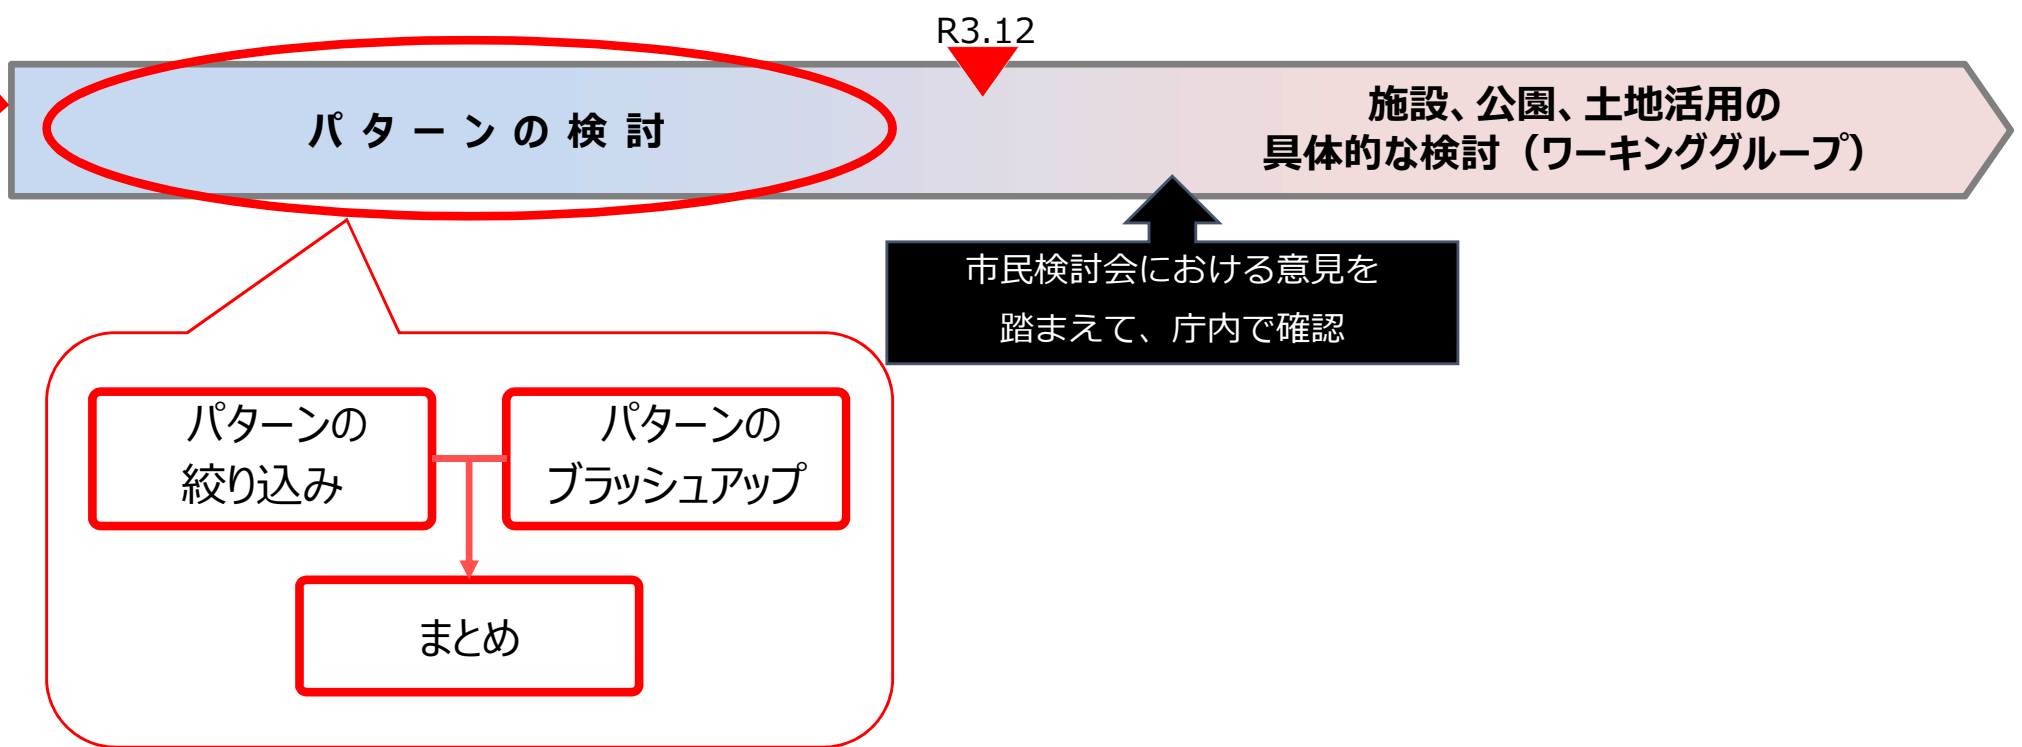 R3.12
パターンの検討
施設、公園、土地活用の
具体的な検討（ワーキンググループ）
市民検討会における意見を
踏まえて、庁内で確認
パターンの
絞り込み
パターンの
ブラッシュアップ
まとめ